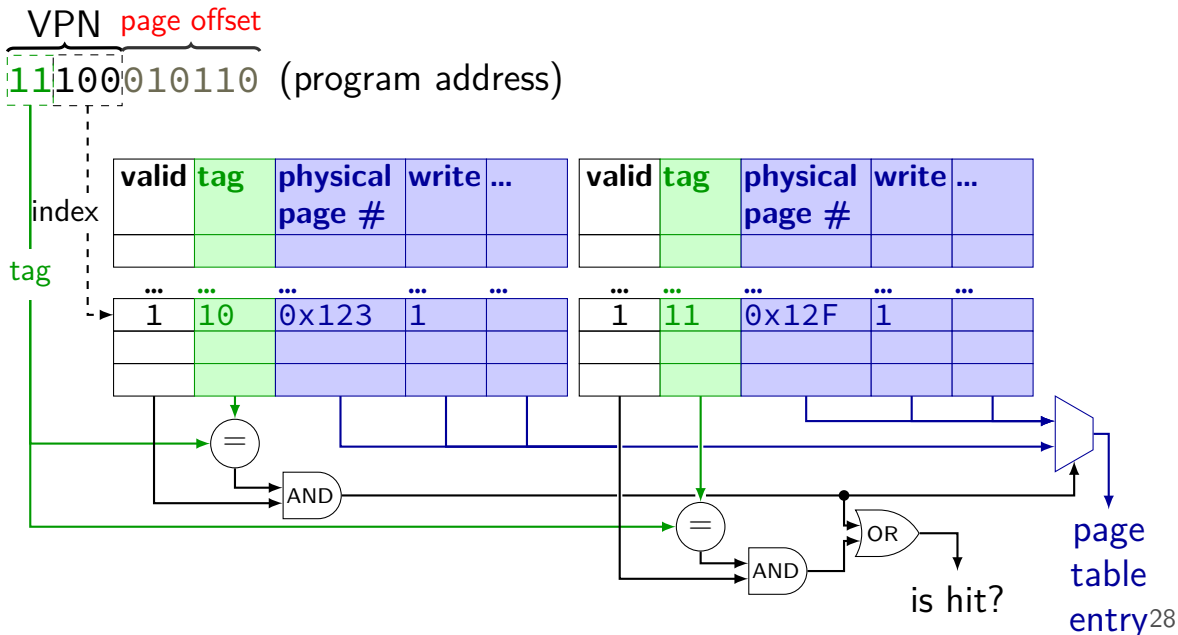 VPN page offset
11100010110 (program address)
valid tag physical page # write ... valid tag physical page # write ...
index
tag
... ... ... ... ... ... ... ... ... ...
1 10 0x123 1 1 11 0x12F 1
=
AND
=
OR
AND
is hit?
page
table
entry
28